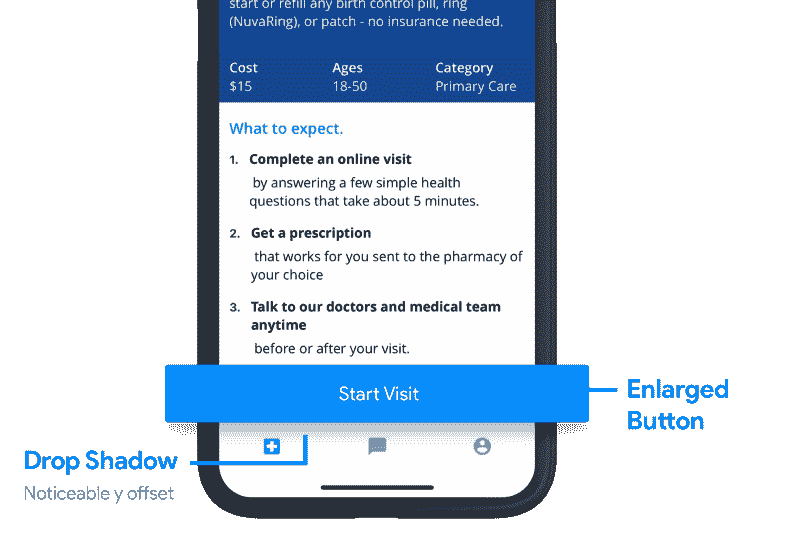 start or refill any birth control pill, ring
(NuvaRing), or patch - no insurance needed.
Cost
Ages
Category
$15
18-50
Primary Care
What to expect.
1. Complete an online visit
by answering a few simple health
questions that take about 5 minutes.
2. Get a prescription
that works for you sent to the pharmacy of
your choice
3. Talk to our doctors and medical team
anytime
before or after your visit.
Start Visit
Enlarged
Button
Drop Shadow
Noticeable y offset